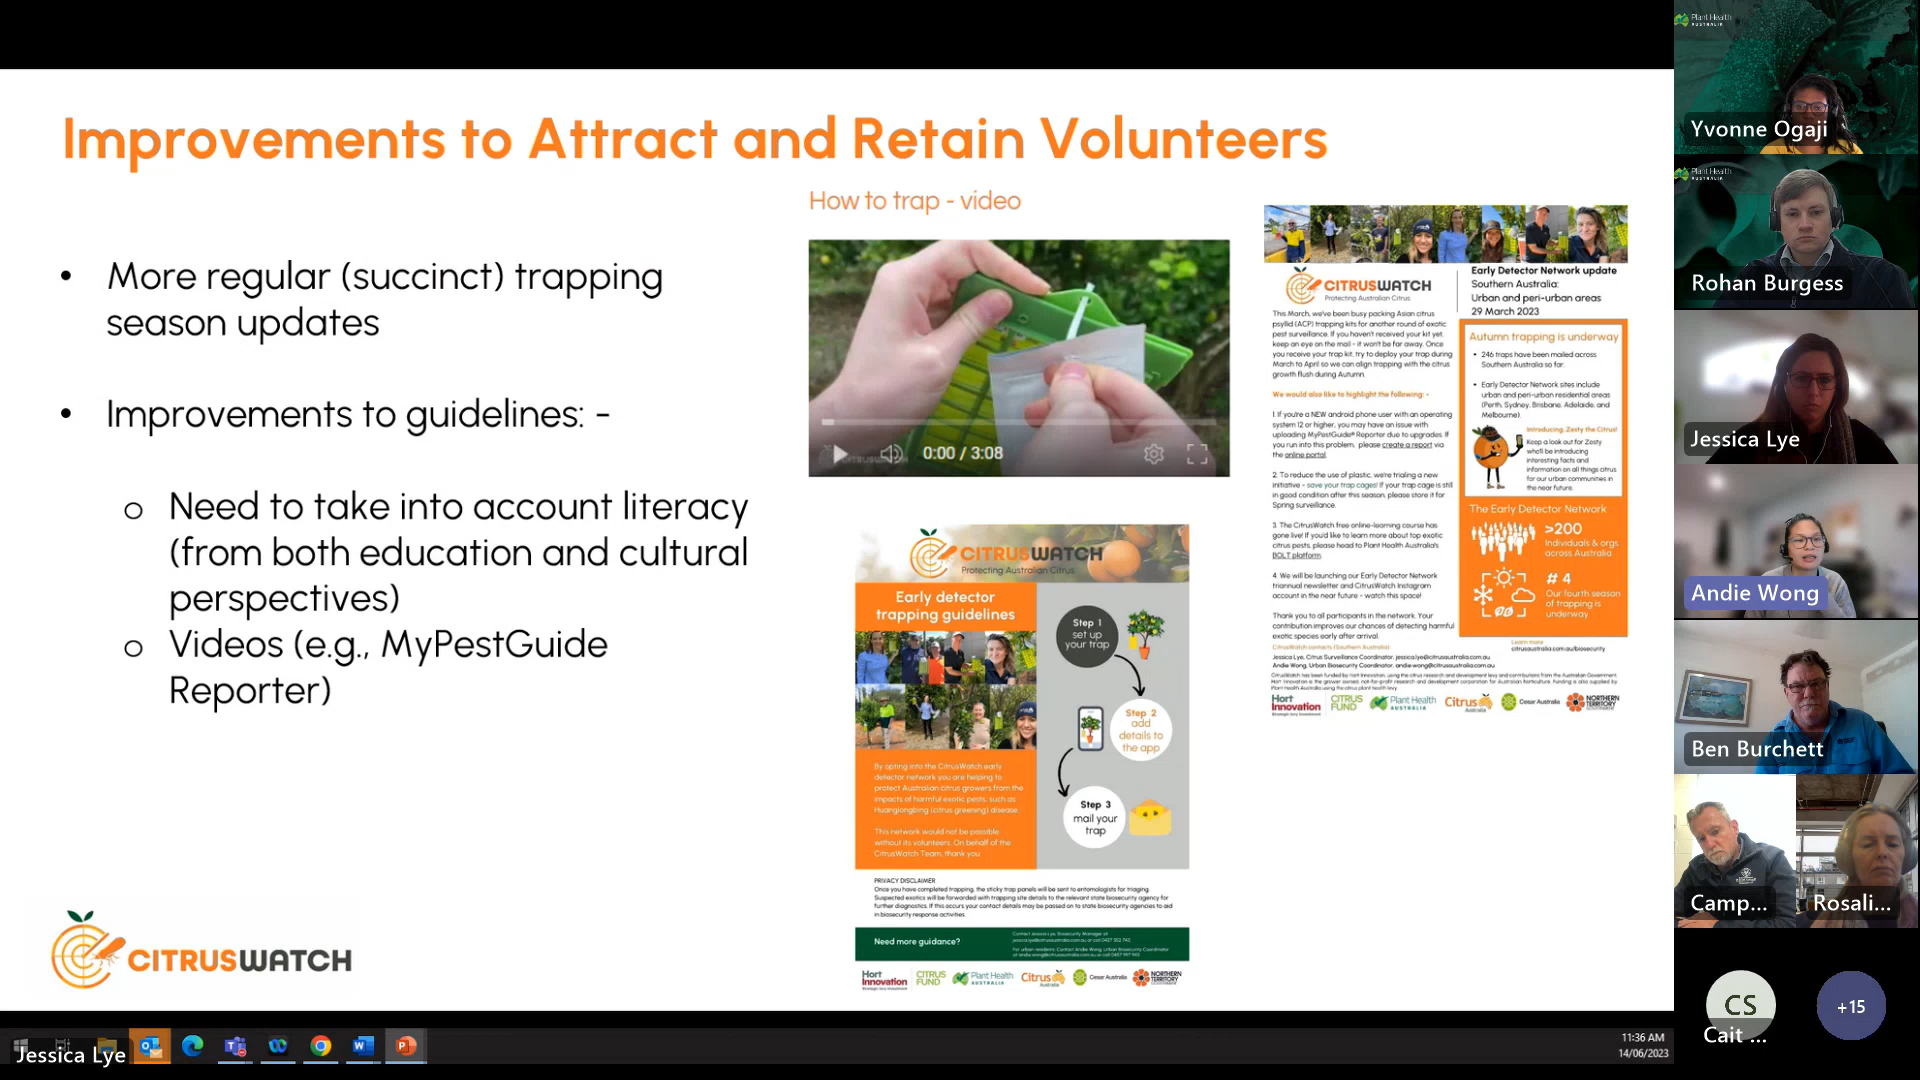 Improvements to Attract and Retain Volunteers
• More regular (succinct) trapping
season updates
• Improvements to guidelines: -
o Need to take into account literacy
(from both education and cultural
perspectives)
o Videos (e.g., MyPestGuide
Reporter)
CITRUSWATCH
How to trap - video
0:00 / 3:08
CITRUSWATCH
Protecting Australian Citrus
Early detector
trapping guidelines
Step 1
set up
your trap
Step 2
add
details to
the app
Step 3
mail your
trap
By opting into the CitrusWatch early
detector network you are helping to
protect Australian citrus growers from the
impacts of harmful exotic pests, such as
Huanglongbing (citrus greening) disease.
This network would not be possible
without its volunteers. On behalf of the
CitrusWatch Team, thank you
PRIVACY DISCLAIMER
Once you have completed trapping, the sticky trap panels will be sent to entomologists for triaging.
Suspected exotics will be forwarded with trapping site details to the relevant state biosecurity agency for
further diagnostics. If this occurs your contact details may be passed on to state biosecurity agencies to aid
in biosecurity response activities.
Need more guidance?
Hort
Innovation
CITRUS
FUND
Plant Health
AUSTRALIA
Citrus
Australia
Cesar Australia
NORTHERN
TERRITORY
GOVERNMENT
CITRUSWATCH
Protecting Australian Citrus
Early Detector Network update
Southern Australia:
Urban and peri-urban areas
29 March 2023
This March, we've been busy packing Asian citrus
psyllid (ACP) trapping kits for another round of exotic
pest surveillance. If you haven't received your kit yet,
keep an eye on the mail - it won't be far away. Once
you receive your trap kit, try to deploy your trap during
March to April so we can align trapping with the citrus
growth flush during Autumn.
We would also like to highlight the following: -
1. If you're a NEW android phone user with an operating
system 12 or higher, you may have an issue with
uploading MyPestGuide® Reporter due to upgrades. If
you run into this problem, please create a report via
the online portal.
2. To reduce the use of plastic, we're trialing a new
initiative - save your trap cages! If your trap cage is still
in good condition after this season, please store it for
Spring surveillance.
3. The CitrusWatch free online-learning course has
gone live! If you'd like to learn more about top exotic
citrus pests, please head to Plant Health Australia's
BOLT platform.
4. We will be launching our Early Detector Network
triannual newsletter and CitrusWatch Instagram
account in the near future - watch this space!
Thank you to all participants in the network. Your
contribution improves our chances of detecting harmful
exotic species early after arrival.
CitrusWatch contacts (Southern Australia)
Jessica Lye, Citrus Surveillance Coordinator, jessica.lye@citrusaustralia.com.au
Andie Wong, Urban Biosecurity Coordinator, andie.wong@citrusaustralia.com.au
Autumn trapping is underway
• 246 traps have been mailed across
Southern Australia so far.
• Early Detector Network sites include
urban and peri-urban residential areas
(Perth, Sydney, Brisbane, Adelaide, and
Melbourne).
Introducing, Zesty the Citrus!
Keep a look out for Zesty
who'll be introducing
interesting facts and
information on all things citrus
for our urban communities in
the near future.
The Early Detector Network
>200
Individuals & orgs
across Australia
# 4
Our fourth season
of trapping is
underway
Learn more
citrusaustralia.com.au/biosecurity
Hort
Innovation
CITRUS
FUND
Plant Health
AUSTRALIA
Citrus
Australia
Cesar Australia
NORTHERN
TERRITORY
GOVERNMENT
Plant Health
AUSTRALIA
Yvonne Ogaji
Plant Health
AUSTRALIA
Rohan Burgess
Jessica Lye
Andie Wong
Ben Burchett
Camp...
Rosali...
CS
Cait ...
+15
Jessica Lye
11:36 AM
14/06/2023